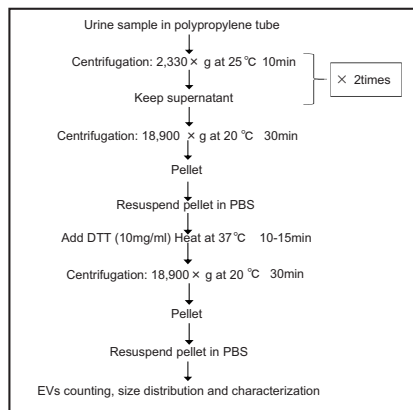 Urine sample in polypropylene tube
Centrifugation: 2,330 × g at 25 ℃ 10min
× 2times
Keep supernatant
Centrifugation: 18,900 × g at 20 ℃ 30min
Pellet
Resuspend pellet in PBS
Add DTT (10mg/ml) Heat at 37℃ 10-15min
Centrifugation: 18,900 × g at 20 ℃ 30min
Pellet
Resuspend pellet in PBS
EVs counting, size distribution and characterization